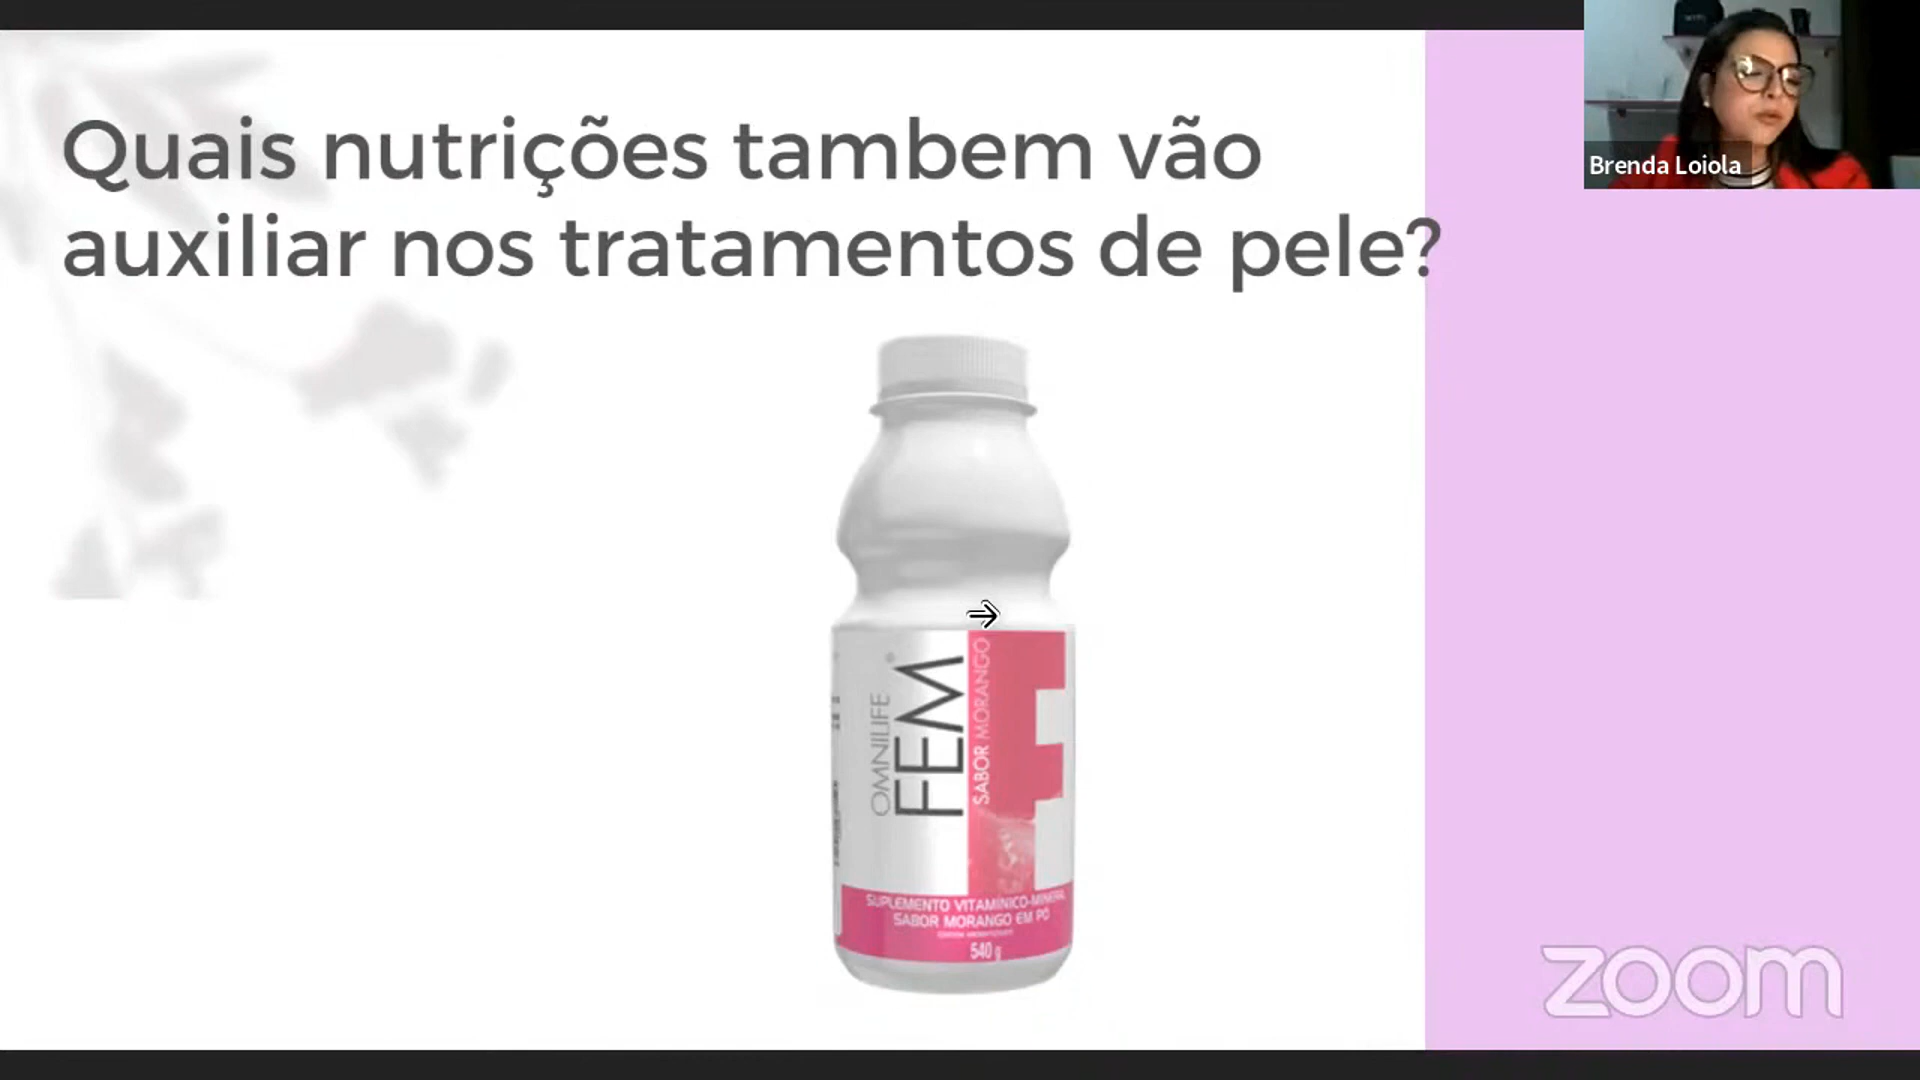 Quais nutrições tambem vão
auxiliar nos tratamentos de pele?
Brenda Loiola
OMNILIFE
FEM
SABOR MORANGO
SUPLEMENTO VITAMÍNICO-MINERAL
SABOR MORANGO EM PÓ
540 g
zoom